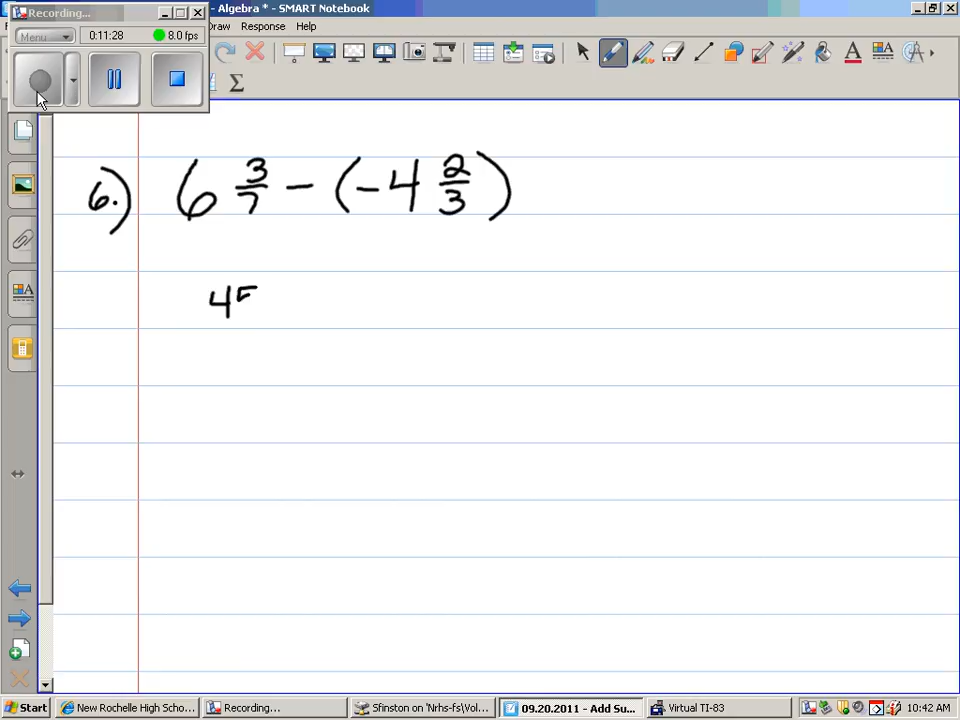 Recording...
- Algebra * - SMART Notebook
Menu
0:11:28
8.0 fps
Draw Response Help
6.) 6 3/7 - (-4 2/3)
45
Start
New Rochelle High Scho...
Recording...
Sfinston on 'Nrhs-fs\Vol...
09.20.2011 - Add Su...
Virtual TI-83
10:42 AM